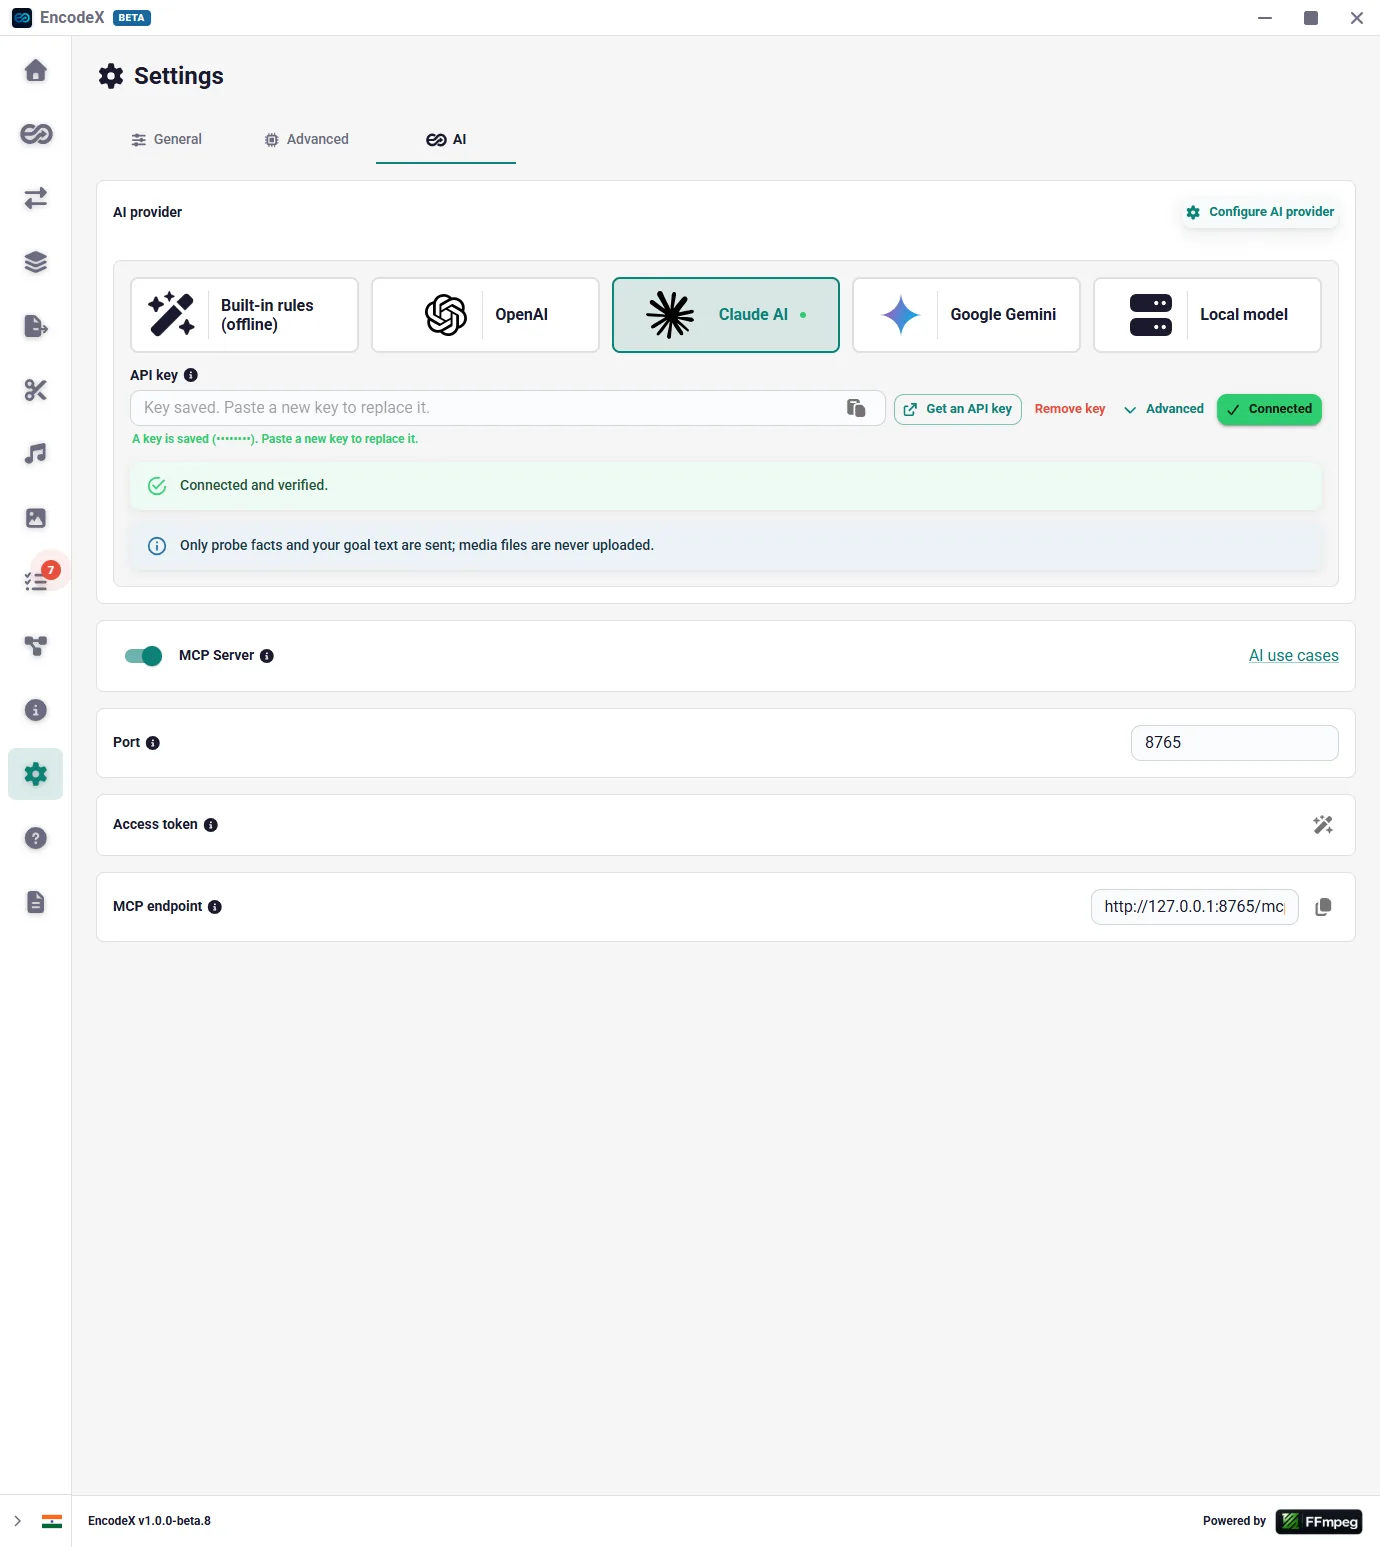 EncodeX BETA
Settings
General
Advanced
AI
AI provider
Configure AI provider
Built-in rules
(offline)
OpenAI
Claude AI
Google Gemini
Local model
API key
Key saved. Paste a new key to replace it.
Get an API key
Remove key
Advanced
Connected
A key is saved (••••••••). Paste a new key to replace it.
Connected and verified.
Only probe facts and your goal text are sent; media files are never uploaded.
7
MCP Server
AI use cases
Port
8765
Access token
MCP endpoint
http://127.0.0.1:8765/mc
EncodeX v1.0.0-beta.8
Powered by
FFmpeg